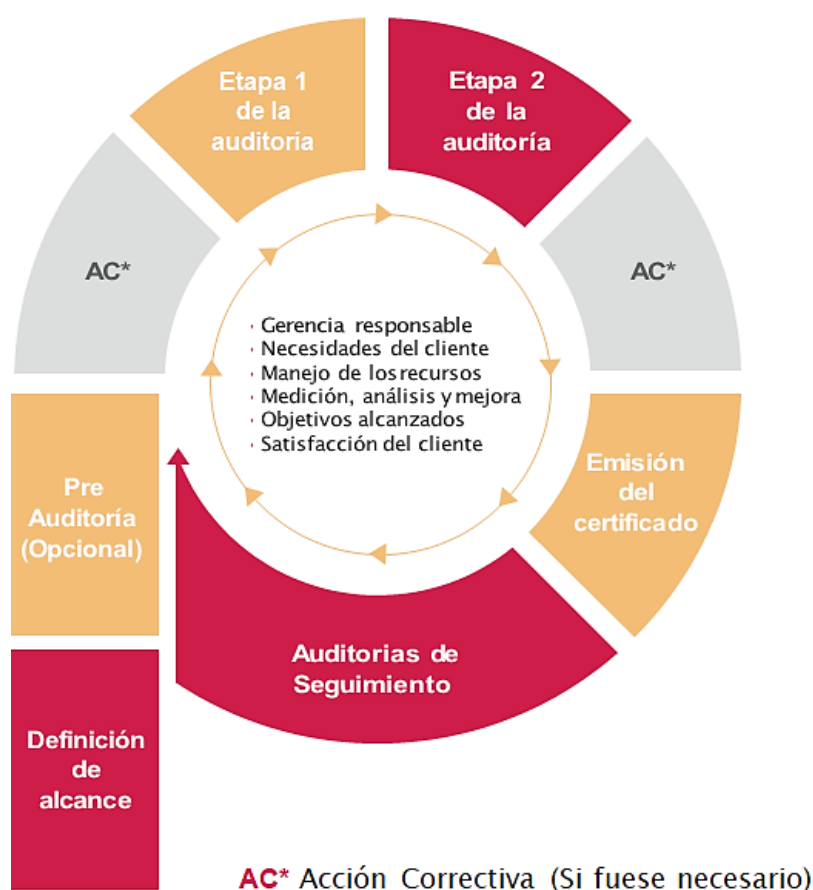 Etapa 1
de la
auditoría
Etapa 2
de la
auditoría
AC*
AC*
· Gerencia responsable
· Necesidades del cliente
· Manejo de los recursos
· Medición, análisis y mejora
· Objetivos alcanzados
· Satisfacción del cliente
Pre
Auditoría
(Opcional)
Emisión
del
certificado
Auditorias de
Seguimiento
Definición
de
alcance
AC* Acción Correctiva (Si fuese necesario)